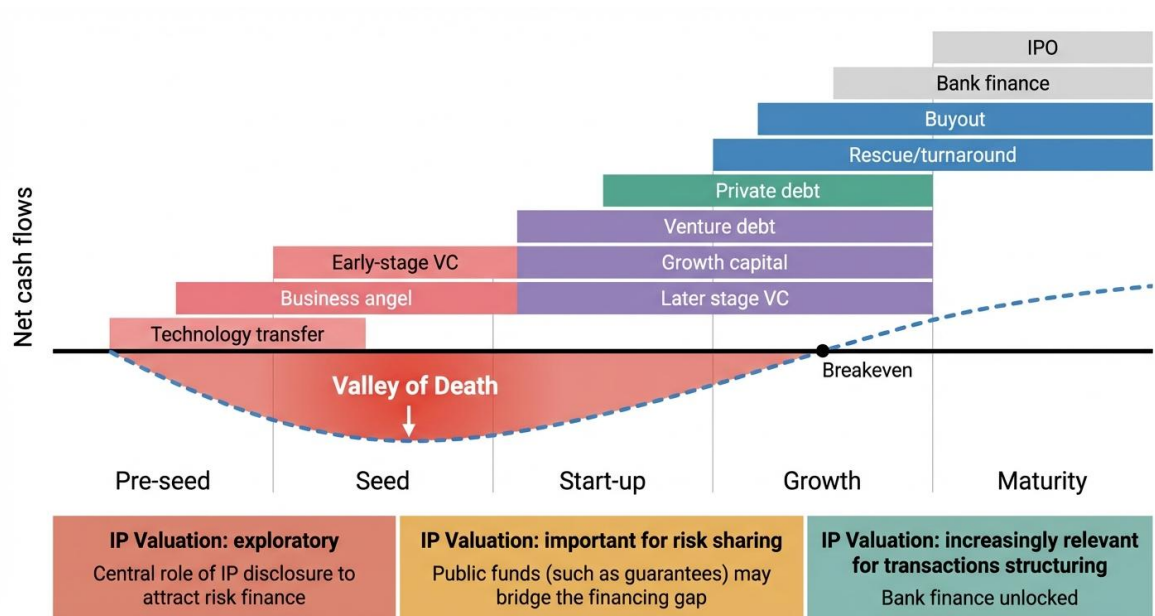 IPO
Bank finance
Buyout
Rescue/turnaround
Private debt
Venture debt
Early-stage VC
Growth capital
Business angel
Later stage VC
Technology transfer
Net cash flows
Valley of Death
Breakeven
Pre-seed
Seed
Start-up
Growth
Maturity
IP Valuation: exploratory
Central role of IP disclosure to
attract risk finance
IP Valuation: important for risk sharing
Public funds (such as guarantees) may
bridge the financing gap
IP Valuation: increasingly relevant
for transactions structuring
Bank finance unlocked